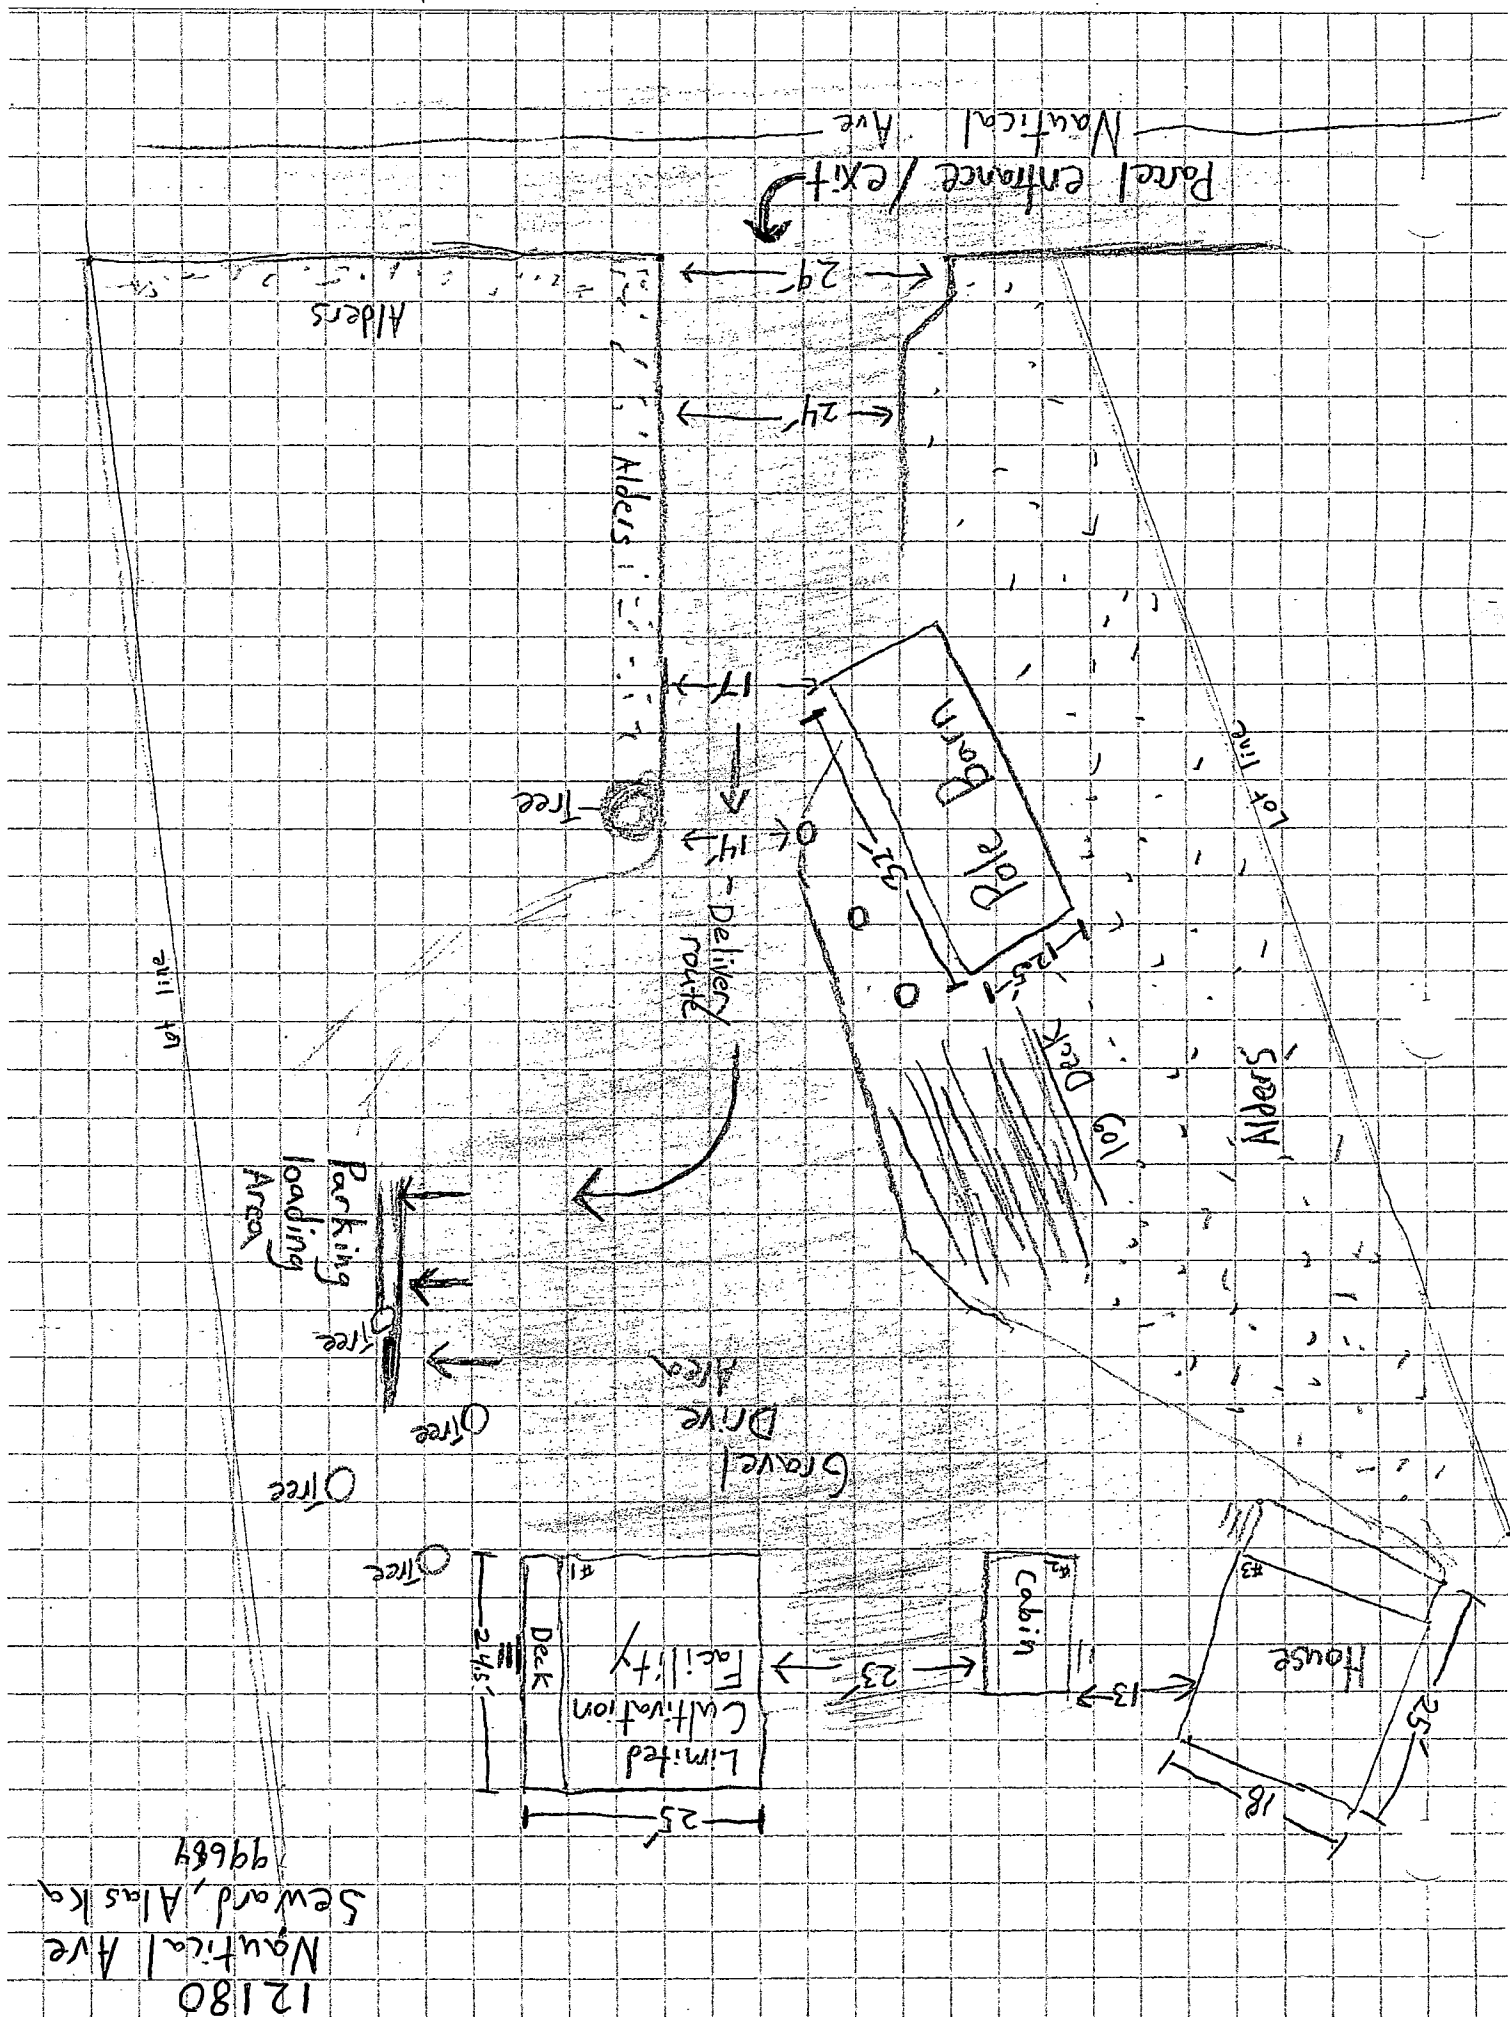 12180
Nautical Ave
Seward, Alaska
99664
25'
18'
25'
Limited
Cultivation
Facility
Deck
24.5'
#1
23'
Cabin
#2
13'
House
#3
Tree
Tree
Tree
Tree
Gravel
Drive
Area
Parking
loading
Area
Alders
log Deck
Delivery
route
lot line
12.5'
32'
Pole
Barn
14'
Tree
Lot line
17'
Alders
24'
Alders
29'
Parcel entrance / exit
Nautical Ave